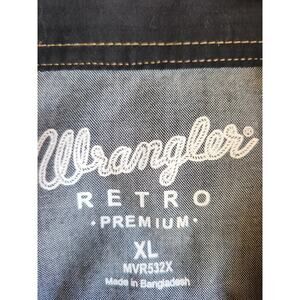 Wrangler®
RETRO
• PREMIUM •
XL
MVR532X
Made in Bangladesh